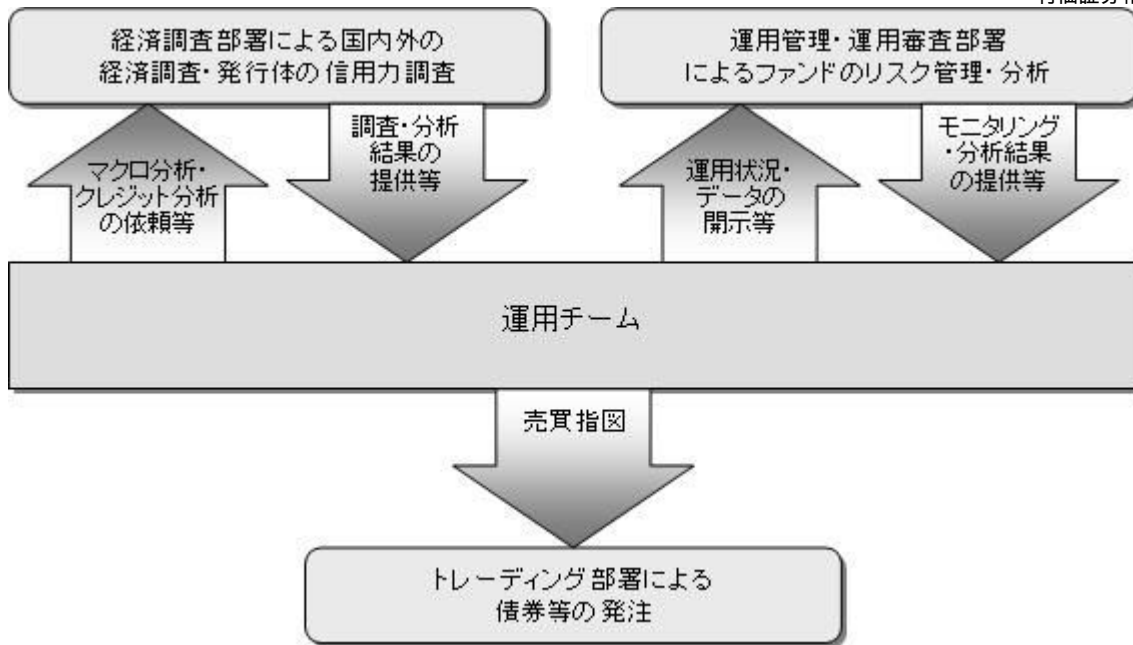 経済調査部署による国内外の
経済調査・発行体の信用力調査
運用管理・運用審査部署
によるファンドのリスク管理・分析
マクロ分析・
クレジット分析
の依頼等
調査・分析
結果の
提供等
運用状況・
データの
開示等
モニタリング
・分析結果
の提供等
運用チーム
売買指図
トレーディング部署による
債券等の発注